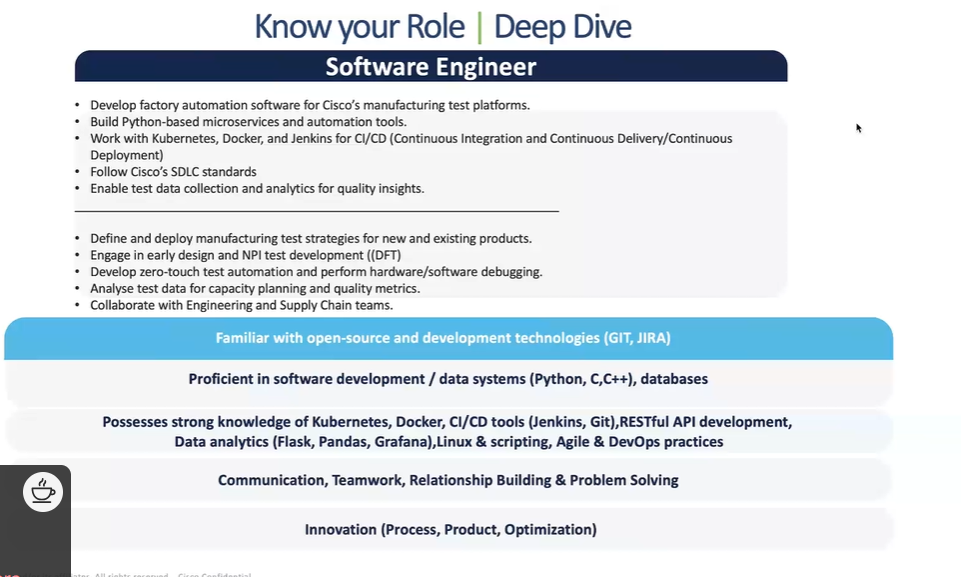 Know your Role | Deep Dive
Software Engineer
• Develop factory automation software for Cisco's manufacturing test platforms.
• Build Python-based microservices and automation tools.
• Work with Kubernetes, Docker, and Jenkins for CI/CD (Continuous Integration and Continuous Delivery/Continuous
Deployment)
• Follow Cisco's SDLC standards
• Enable test data collection and analytics for quality insights.
• Define and deploy manufacturing test strategies for new and existing products.
• Engage in early design and NPI test development ((DFT)
• Develop zero-touch test automation and perform hardware/software debugging.
• Analyse test data for capacity planning and quality metrics.
• Collaborate with Engineering and Supply Chain teams.
Familiar with open-source and development technologies (GIT, JIRA)
Proficient in software development / data systems (Python, C,C++), databases
Possesses strong knowledge of Kubernetes, Docker, CI/CD tools (Jenkins, Git),RESTful API development,
Data analytics (Flask, Pandas, Grafana),Linux & scripting, Agile & DevOps practices
Communication, Teamwork, Relationship Building & Problem Solving
Innovation (Process, Product, Optimization)
All rights reserved. Cisco Confidential